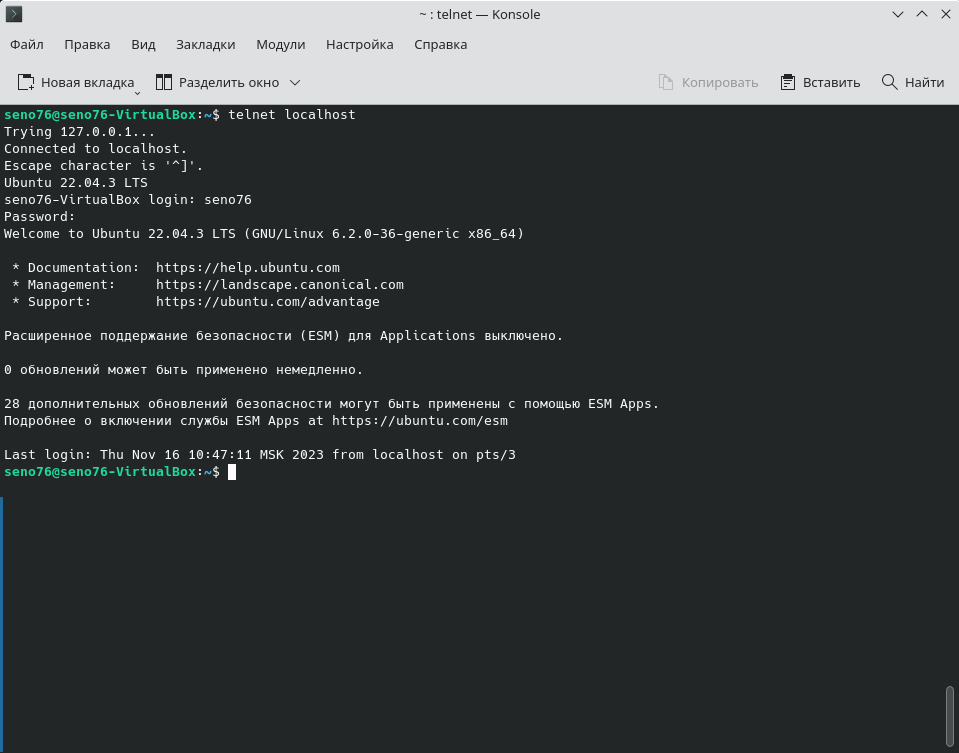 ~ : telnet — Konsole
Файл Правка Вид Закладки Модули Настройка Справка
Новая вкладка Разделить окно Копировать Вставить Найти
seno76@seno76-VirtualBox:~$ telnet localhost
Trying 127.0.0.1...
Connected to localhost.
Escape character is '^]'.
Ubuntu 22.04.3 LTS
seno76-VirtualBox login: seno76
Password:
Welcome to Ubuntu 22.04.3 LTS (GNU/Linux 6.2.0-36-generic x86_64)
* Documentation:  https://help.ubuntu.com
* Management:     https://landscape.canonical.com
* Support:        https://ubuntu.com/advantage
Расширенное поддержание безопасности (ESM) для Applications выключено.
0 обновлений может быть применено немедленно.
28 дополнительных обновлений безопасности могут быть применены с помощью ESM Apps.
Подробнее о включении службы ESM Apps at https://ubuntu.com/esm
Last login: Thu Nov 16 10:47:11 MSK 2023 from localhost on pts/3
seno76@seno76-VirtualBox:~$